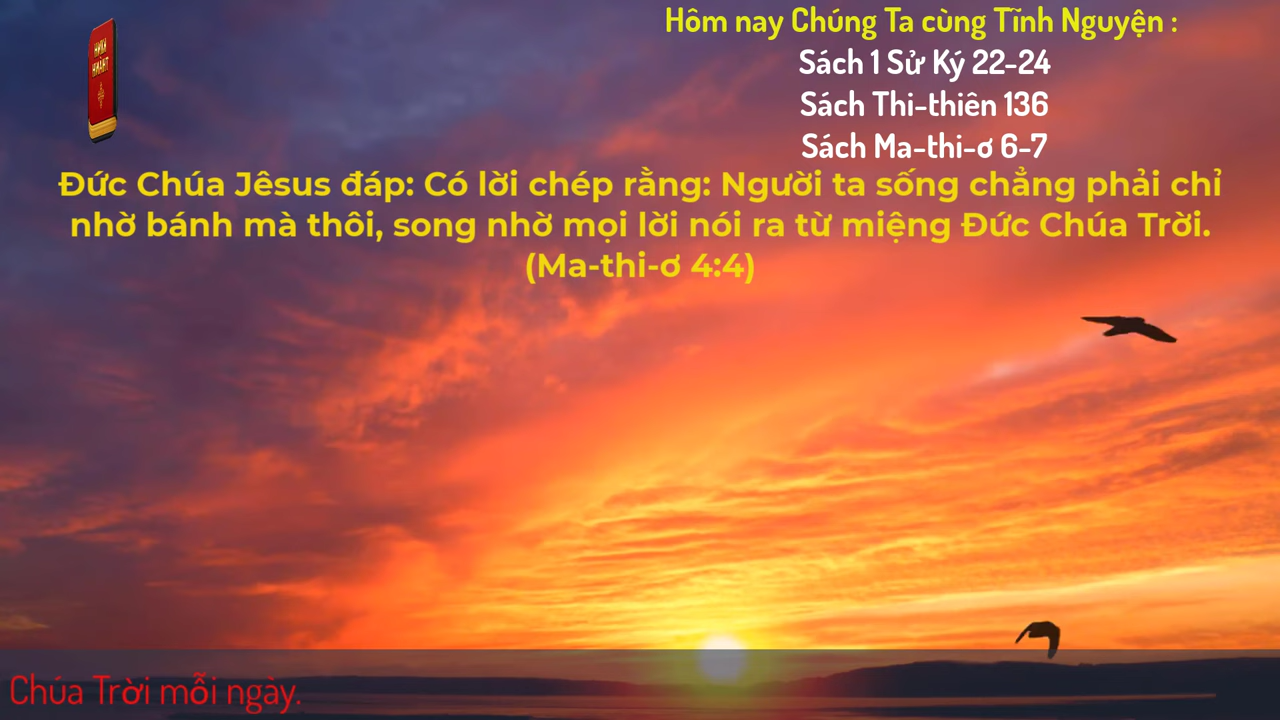 Hôm nay Chúng Ta cùng Tĩnh Nguyện :
Sách 1 Sử Ký 22-24
Sách Thi-thiên 136
Sách Ma-thi-ơ 6-7
Đức Chúa Jêsus đáp: Có lời chép rằng: Người ta sống chẳng phải chỉ
nhờ bánh mà thôi, song nhờ mọi lời nói ra từ miệng Đức Chúa Trời.
(Ma-thi-ơ 4:4)
Chúa Trời mỗi ngày.